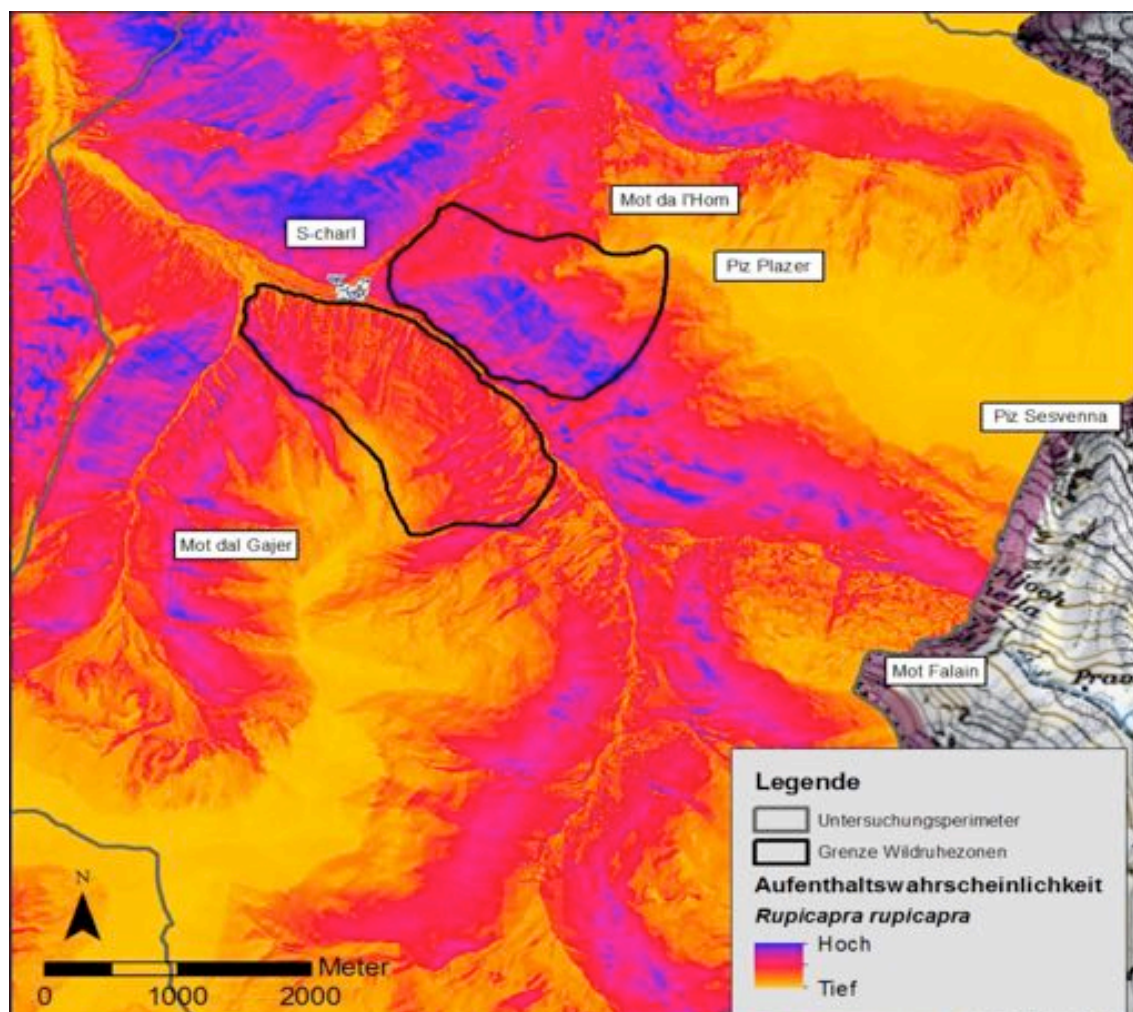 Mot da l'Hom
S-charl
Piz Plazer
Piz Sesvenna
Mot dal Gajer
Mot Falain
Legende
Untersuchungsperimeter
Grenze Wildruhezonen
Aufenthaltswahrscheinlichkeit
Rupicapra rupicapra
Hoch
Tief
N
Meter
0 1000 2000